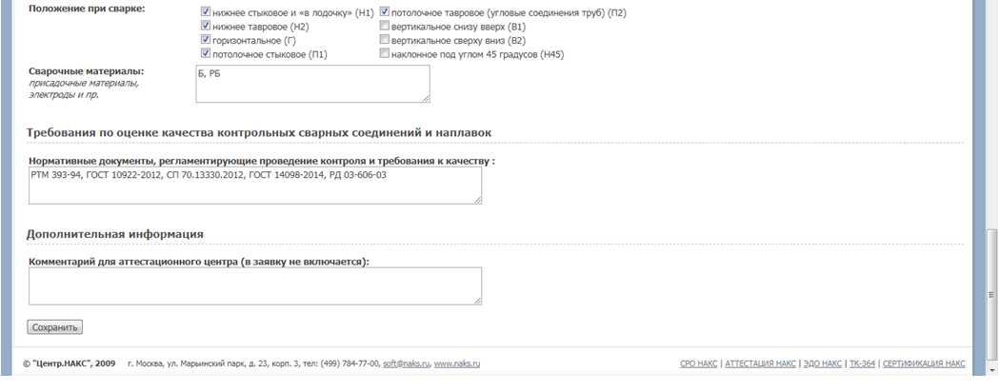 Положение при сварке:
нижнее стыковое и «в лодочку» (Н1) потолочное тавровое (угловые соединения труб) (П2)
нижнее тавровое (Н2) вертикальное снизу вверх (В1)
горизонтальное (Г) вертикальное сверху вниз (В2)
потолочное стыковое (П1) наклонное под углом 45 градусов (Н45)
Сварочные материалы:
присадочные материалы,
электроды и пр.
Б, РБ
Требования по оценке качества контрольных сварных соединений и наплавок
Нормативные документы, регламентирующие проведение контроля и требования к качеству :
РТМ 393-94, ГОСТ 10922-2012, СП 70.13330.2012, ГОСТ 14098-2014, РД 03-606-03
Дополнительная информация
Комментарий для аттестационного центра (в заявку не включается):
Сохранить
© "Центр.НАКС", 2009 г. Москва, ул. Марьинский парк, д. 23, корп. 3, тел: (499) 784-77-00, soft@naks.ru, www.naks.ru СРО НАКС | АТТЕСТАЦИЯ НАКС | ЭДО НАКС | ТК-364 | СЕРТИФИКАЦИЯ НАКС